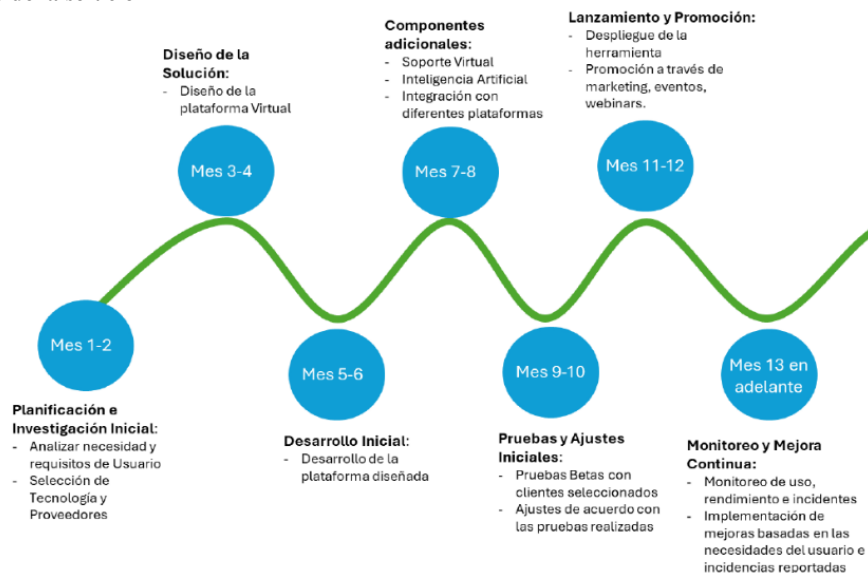 Planificación e
Investigación Inicial:
- Analizar necesidad y
requisitos de Usuario
- Selección de
Tecnología y
Proveedores
Mes 1-2
Diseño de la
Solución:
- Diseño de la
plataforma Virtual
Mes 3-4
Mes 5-6
Desarrollo Inicial:
- Desarrollo de la
plataforma diseñada
Componentes
adicionales:
- Soporte Virtual
- Inteligencia Artificial
- Integración con
diferentes plataformas
Mes 7-8
Mes 9-10
Pruebas y Ajustes
Iniciales:
- Pruebas Betas con
clientes seleccionados
- Ajustes de acuerdo con
las pruebas realizadas
Lanzamiento y Promoción:
- Despliegue de la
herramienta
- Promoción a través de
marketing, eventos,
webinars.
Mes 11-12
Mes 13 en
adelante
Monitoreo y Mejora
Continua:
- Monitoreo de uso,
rendimiento e incidentes
- Implementación de
mejoras basadas en las
necesidades del usuario e
incidencias reportadas